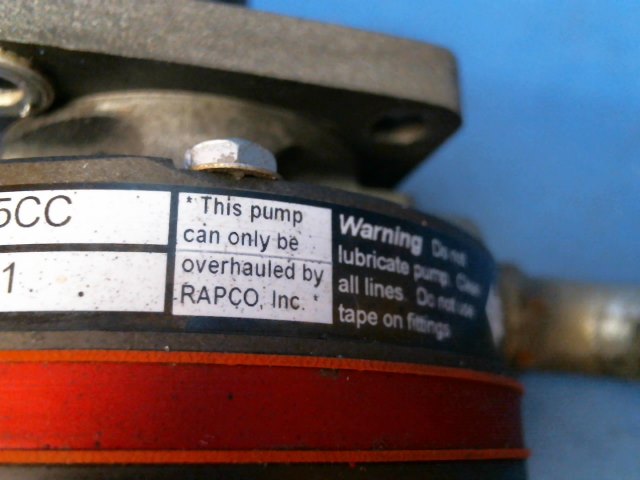 5CC
1
* This pump
can only be
overhauled by
RAPCO, Inc. *
Warning Do not
lubricate pump. Clean
all lines. Do not use
tape on fittings.